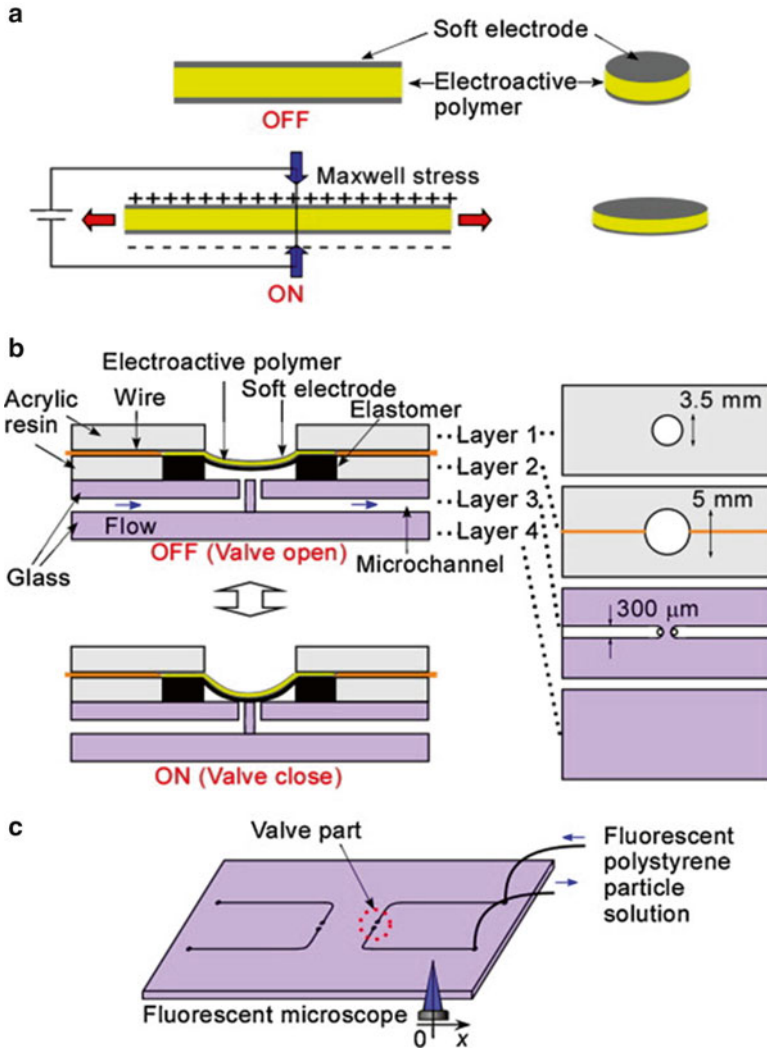 a
Soft electrode
Electroactive
polymer
OFF
Maxwell stress
+++++++++++++++++
ON
b
Electroactive polymer
Soft electrode
Acrylic
resin
Wire
Elastomer
Layer 1
Layer 2
Layer 3
Layer 4
Flow
Microchannel
Glass
OFF (Valve open)
3.5 mm
5 mm
300 μm
ON (Valve close)
c
Valve part
Fluorescent
polystyrene
particle
solution
Fluorescent microscope
0
x